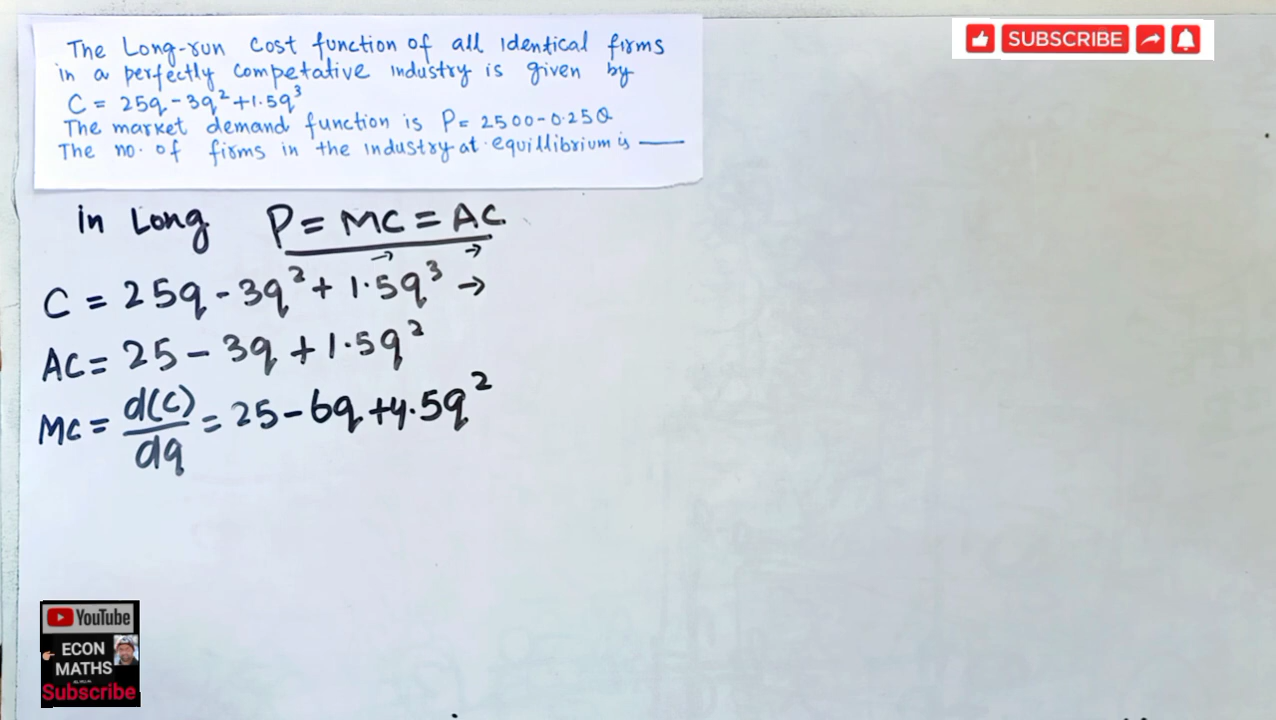 The Long-run cost function of all identical firms
in a perfectly competative industry is given by
C = 25q - 3q² + 1.5q³
The market demand function is P = 2500 - 0.25Q
The no. of firms in the industry at equillibrium is ——
SUBSCRIBE
in Long P = MC = AC
C = 25q - 3q² + 1.5q³ →
AC = 25 - 3q + 1.5q²
MC = d(C)/dq = 25 - 6q + 4.5q²
YouTube
ECON
MATHS
Subscribe